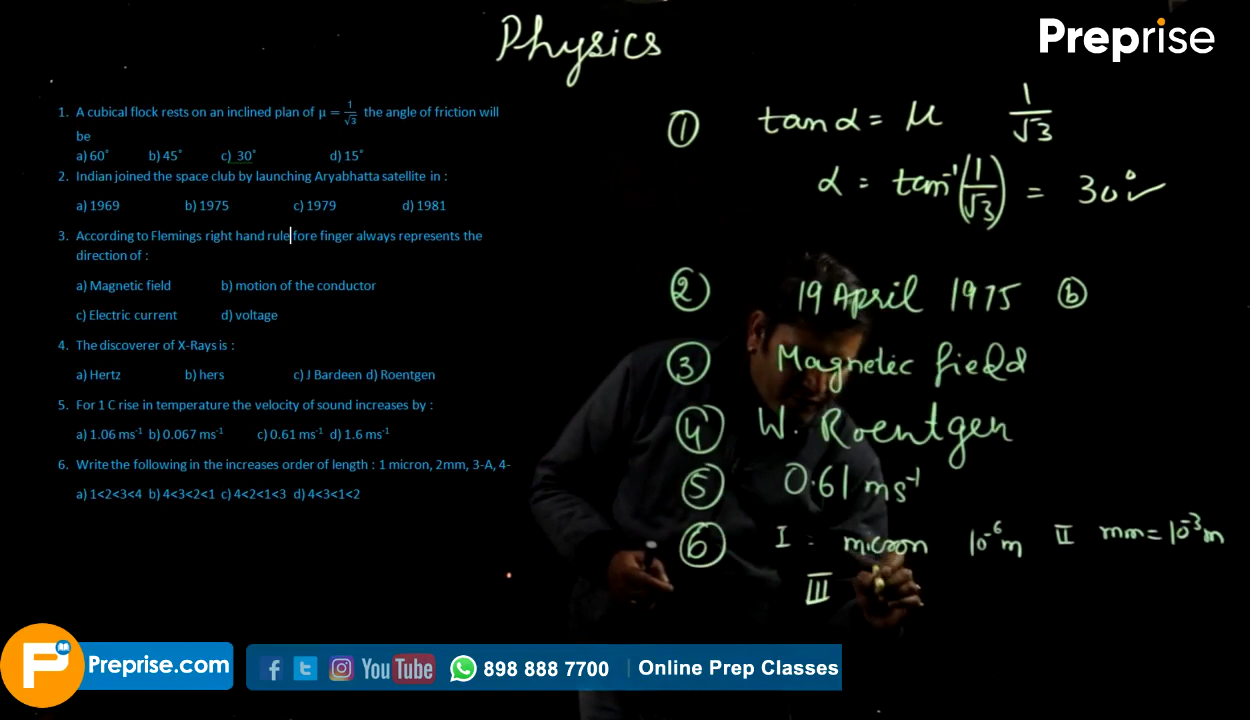 Physics
Preprise
1. A cubical flock rests on an inclined plan of μ = 1/√3 the angle of friction will
be
a) 60° b) 45° c) 30° d) 15°
2. Indian joined the space club by launching Aryabhatta satellite in :
a) 1969 b) 1975 c) 1979 d) 1981
3. According to Flemings right hand rule fore finger always represents the
direction of :
a) Magnetic field b) motion of the conductor
c) Electric current d) voltage
4. The discoverer of X-Rays is :
a) Hertz b) hers c) J Bardeen d) Roentgen
5. For 1 C rise in temperature the velocity of sound increases by :
a) 1.06 ms⁻¹ b) 0.067 ms⁻¹ c) 0.61 ms⁻¹ d) 1.6 ms⁻¹
6. Write the following in the increases order of length : 1 micron, 2mm, 3-A, 4-
a) 1<2<3<4 b) 4<3<2<1 c) 4<2<1<3 d) 4<3<1<2
① tan α = μ 1/√3
α = tan⁻¹(1/√3) = 30° ✓
② 19 April 1975 ⓑ
③ Magnetic field
④ W. Roentgen
⑤ 0.61 ms⁻¹
⑥ I : micron 10⁻⁶m II mm = 10⁻³m
III
Preprise.com
YouTube 898 888 7700 | Online Prep Classes